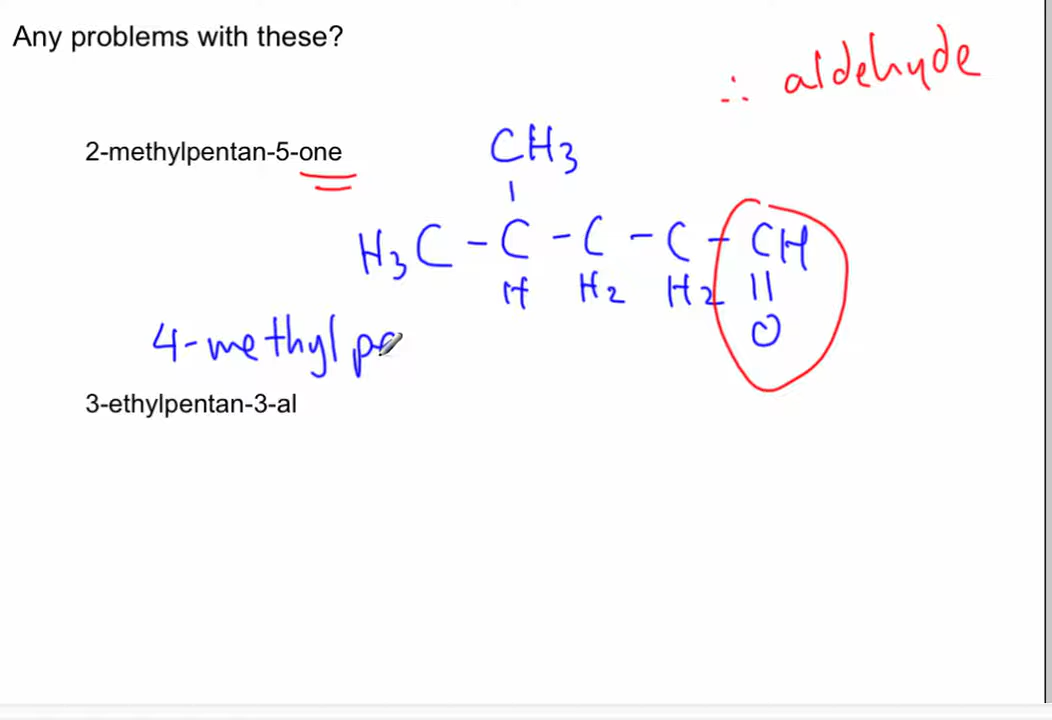 Any problems with these?
∴ aldehyde
2-methylpentan-5-one
CH3
H3C - C - C - C - CH
H H2 H2 ||
O
4-methylpe
3-ethylpentan-3-al